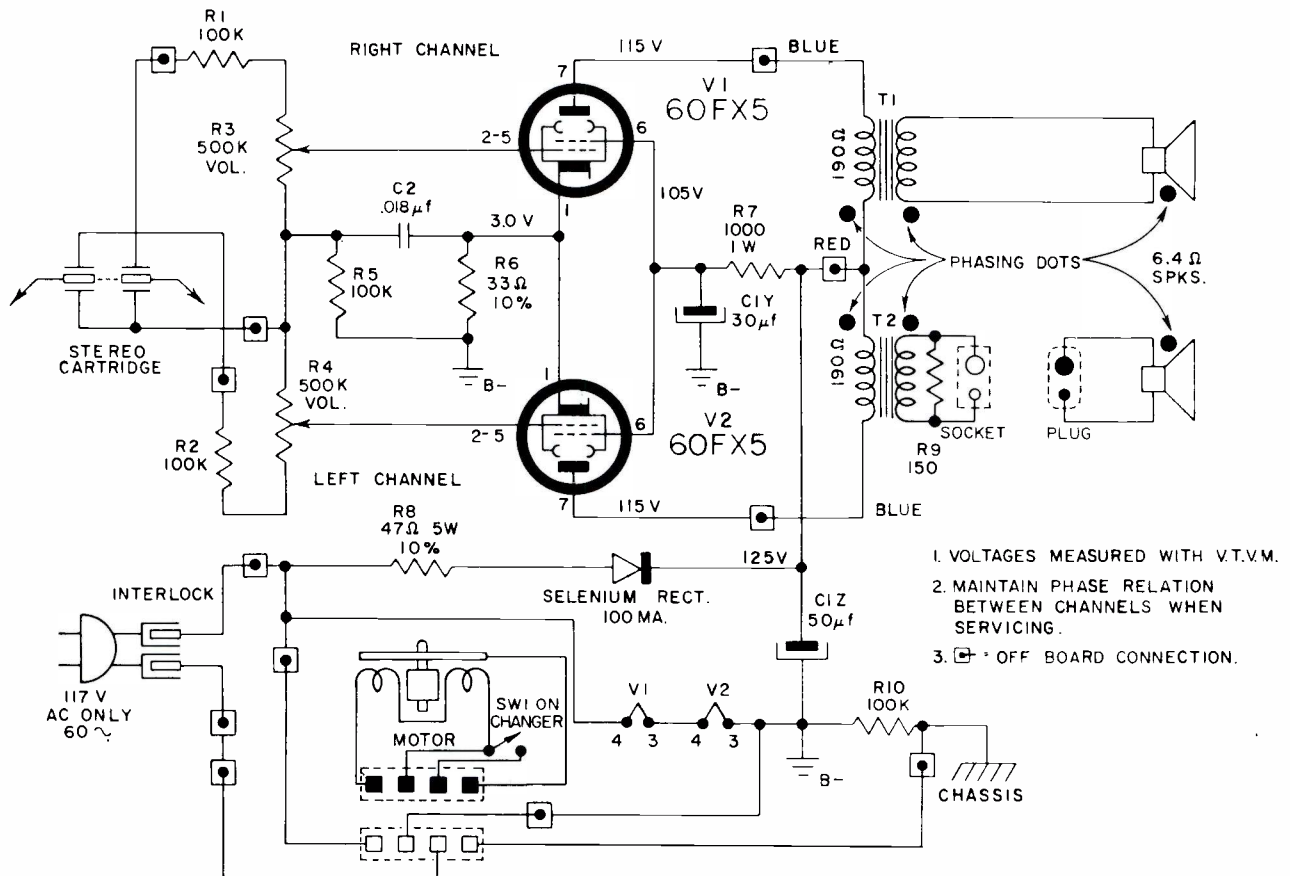 R1
100K
RIGHT CHANNEL
115V
BLUE
7
V1
60FX5
T1
R3
500K
VOL.
2-5
6
190Ω
C2
.018µf
1
105V
3.0 V
R7
1000
1W
RED
PHASING DOTS
6.4Ω
SPKS.
R5
100K
R6
33Ω
10%
C1Y
30µf
T2
STEREO
CARTRIDGE
B-
B-
R4
500K
VOL.
1
190Ω
2-5
6
V2
60FX5
SOCKET
PLUG
R9
150
R2
100K
LEFT CHANNEL
7
115V
BLUE
R8
47Ω 5W
10%
125V
SELENIUM RECT.
100 MA.
1. VOLTAGES MEASURED WITH V.T.V.M.
2. MAINTAIN PHASE RELATION
BETWEEN CHANNELS WHEN
SERVICING.
3. = OFF BOARD CONNECTION.
INTERLOCK
C1Z
50µf
117 V
AC ONLY
60~
SW1 ON
CHANGER
MOTOR
V1
V2
4 3 4 3
R10
100K
B-
CHASSIS